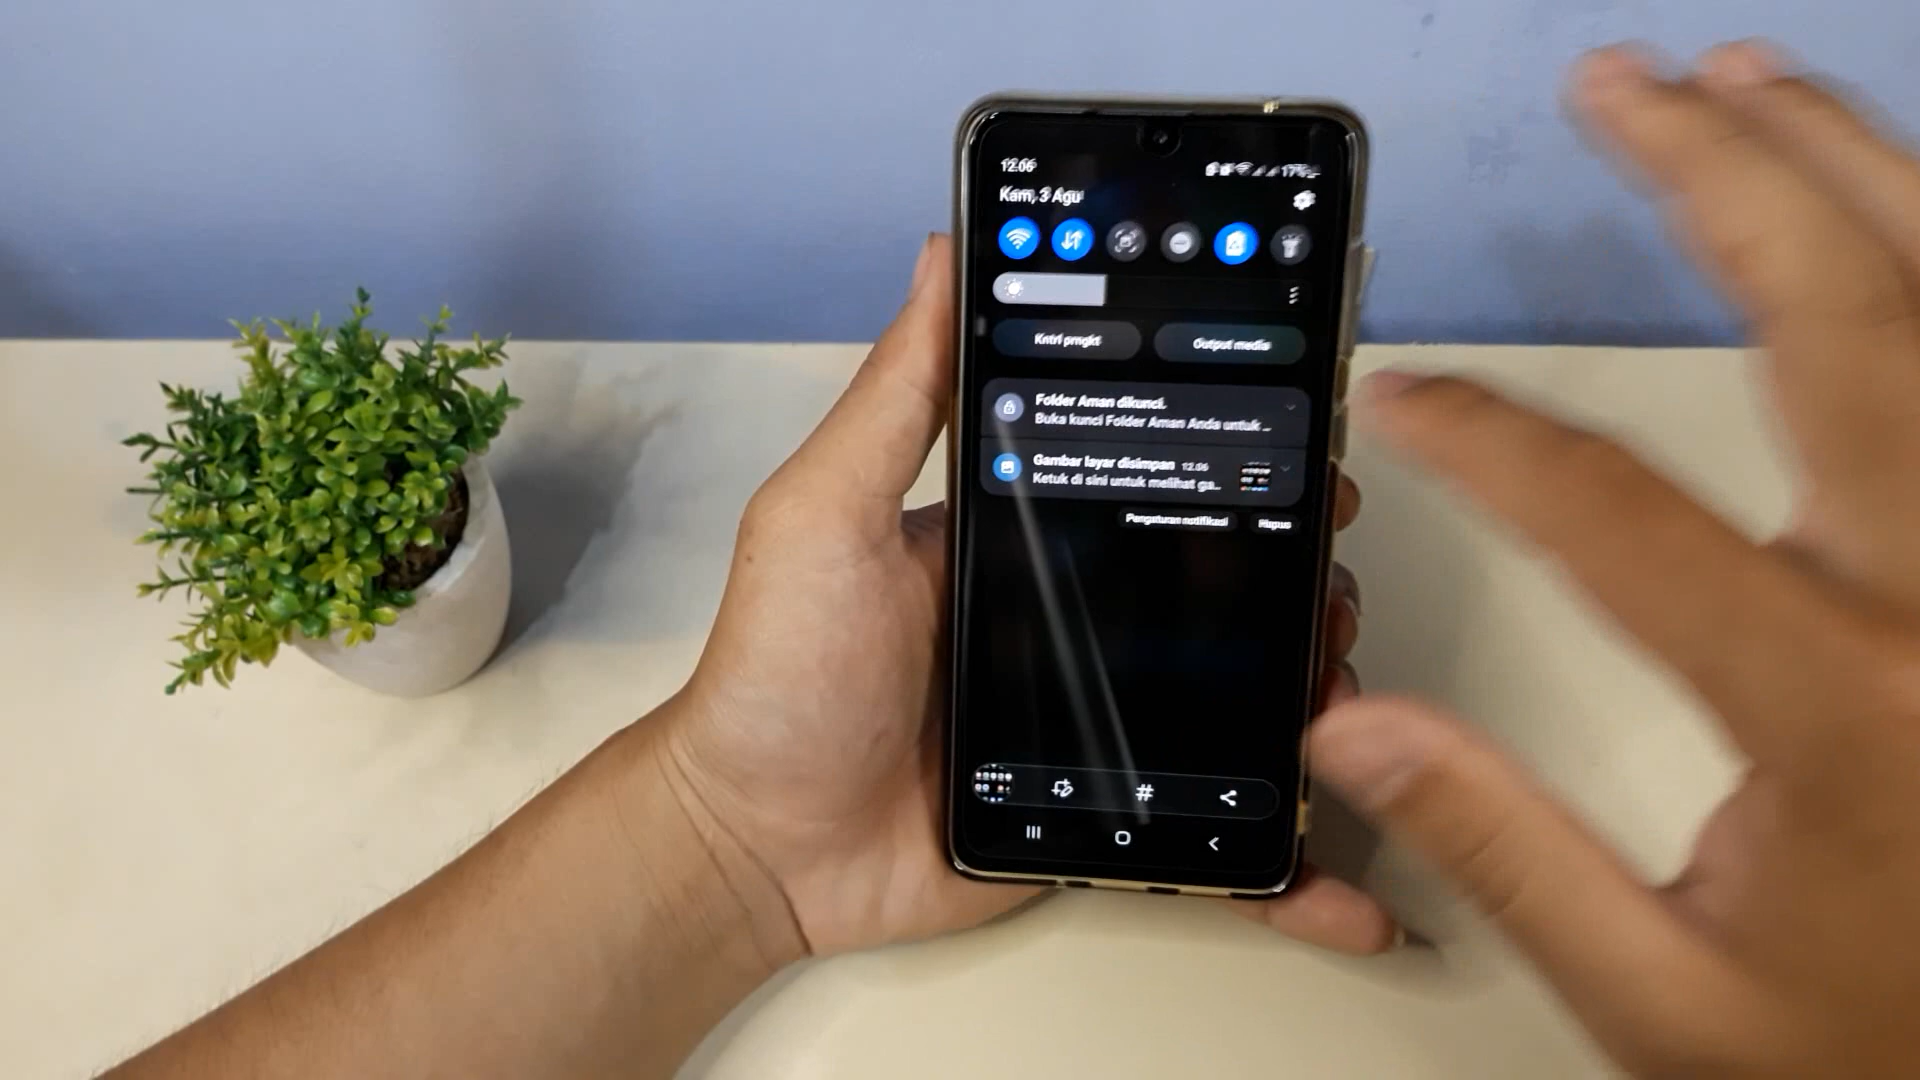 12.06
17%
Kam, 3 Agu
Kntrl prngkt
Output media
Folder Aman dikunci.
Buka kunci Folder Aman Anda untuk ...
Gambar layar disimpan 12.06
Ketuk di sini untuk melihat ga...
Pengaturan notifikasi
Hapus